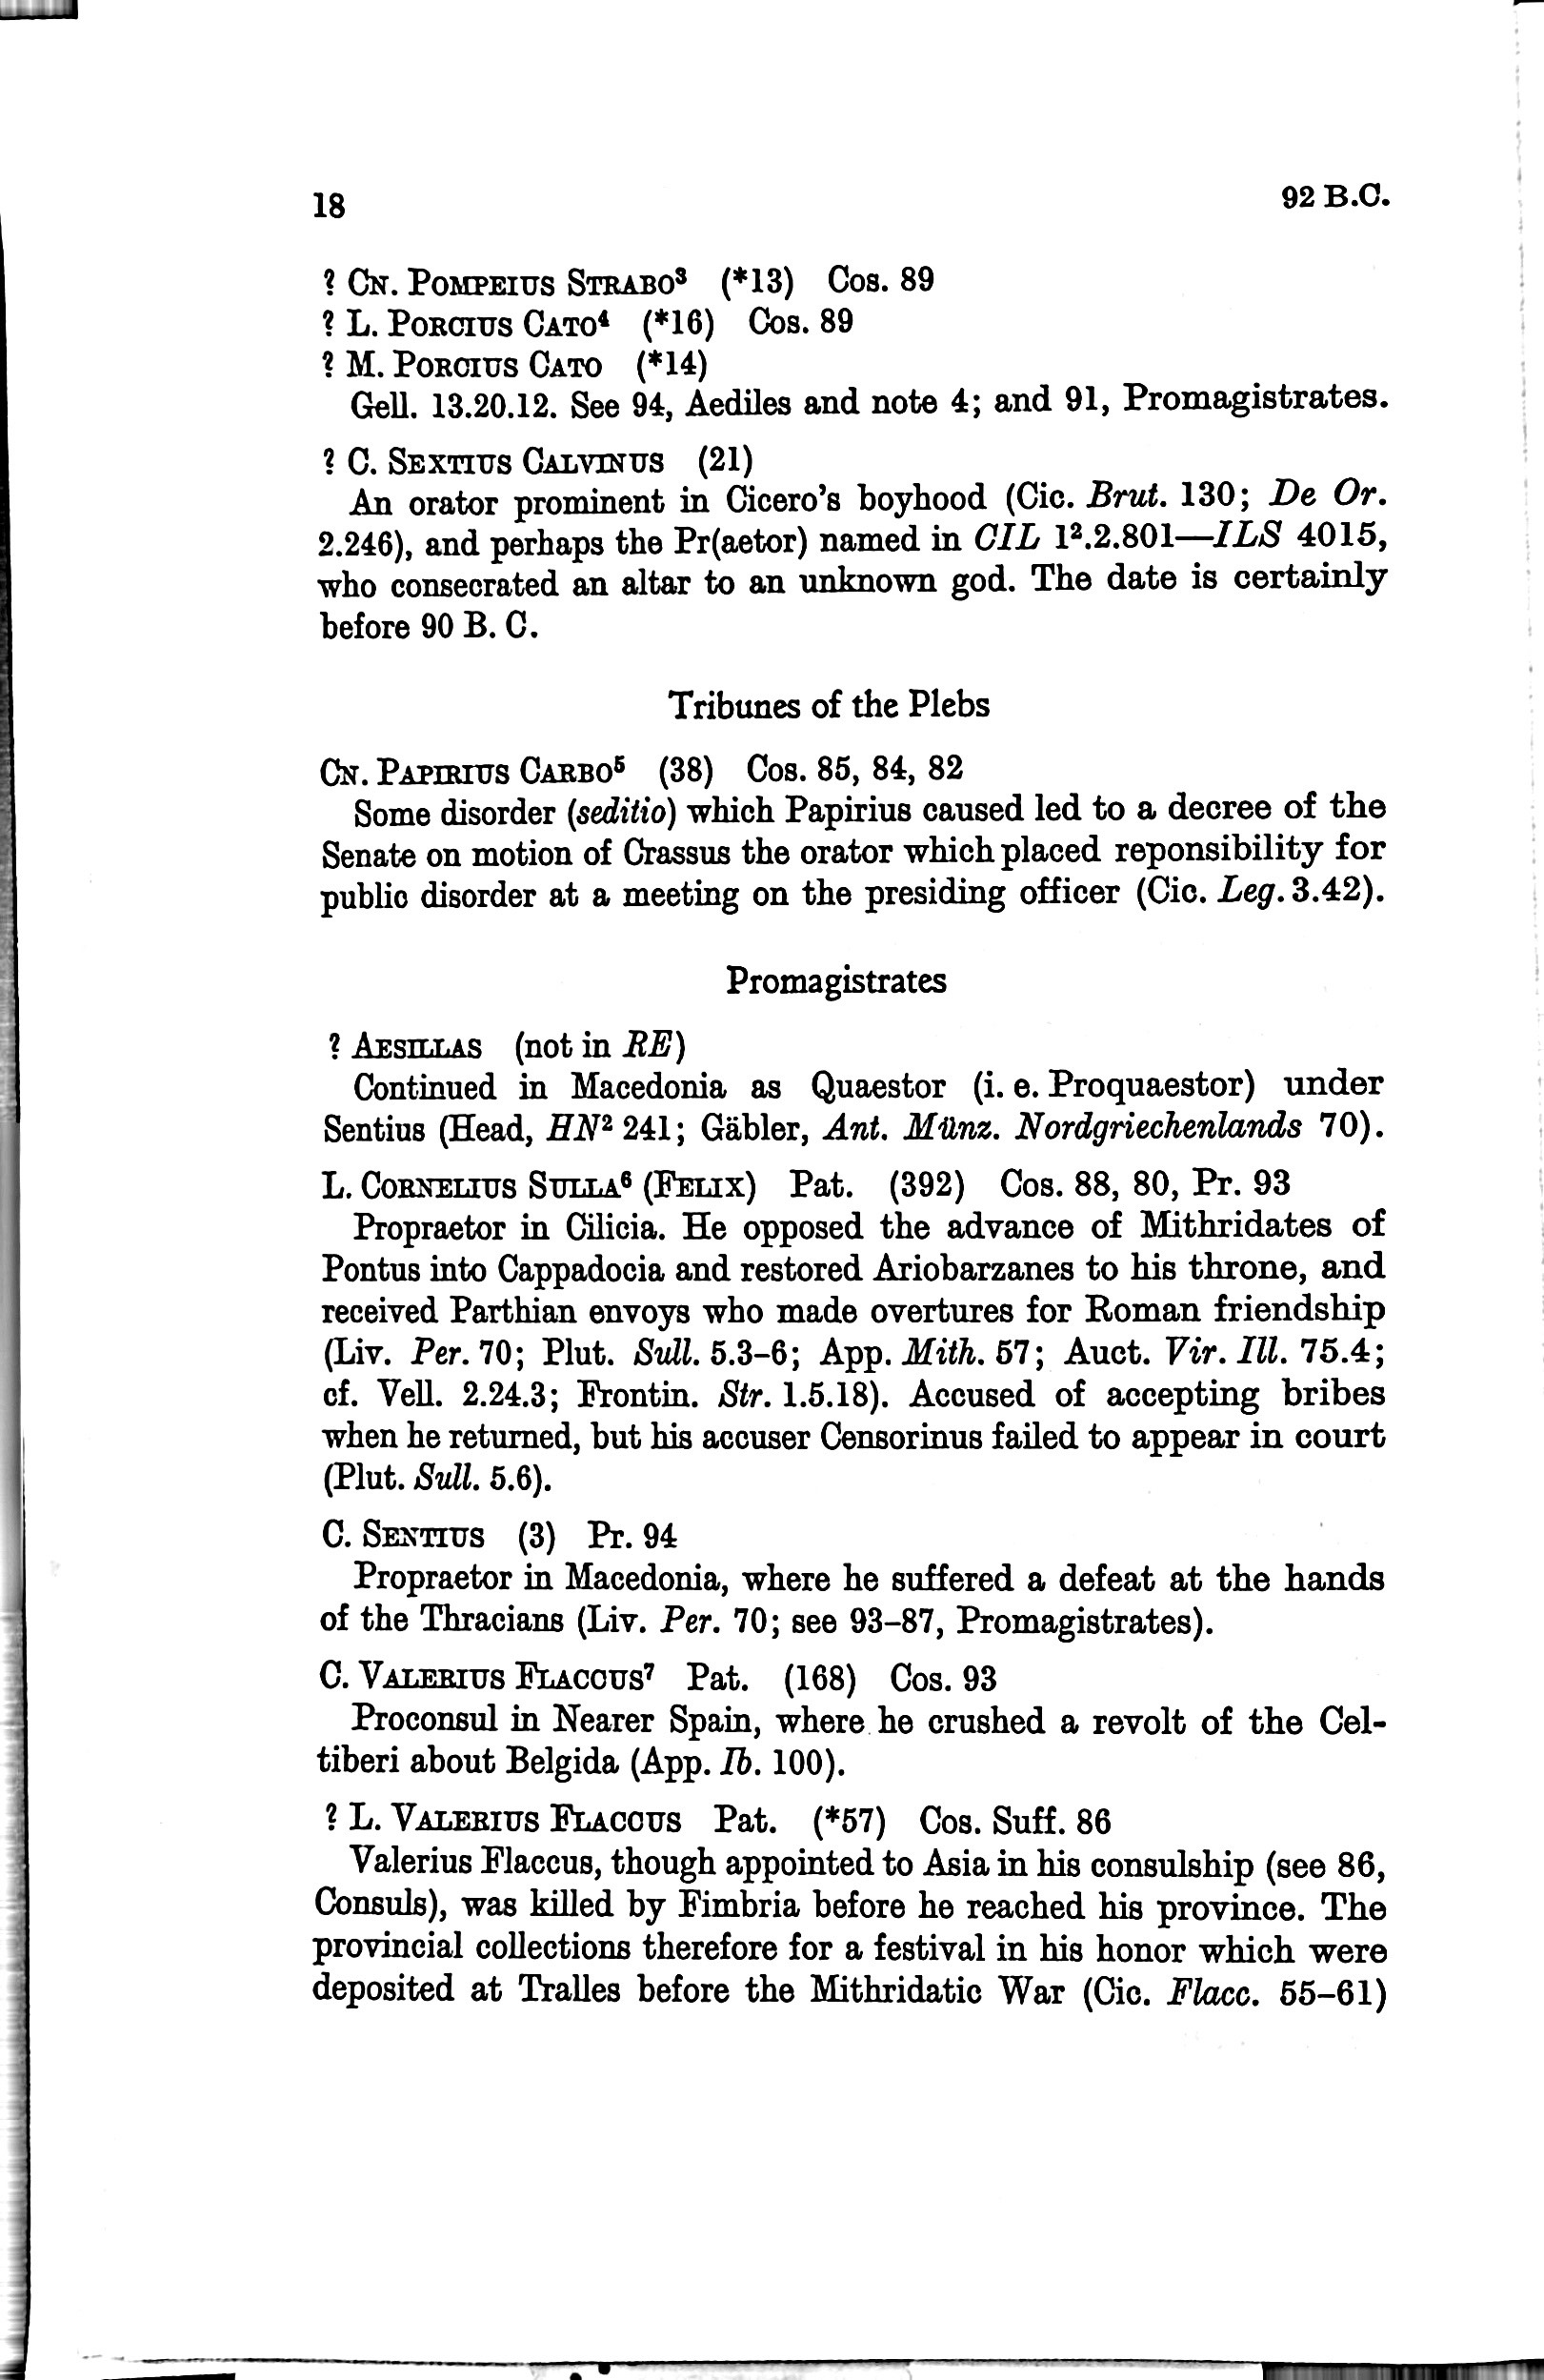 18
92 B.C.
? CN. POMPEIUS STRABO³ (*13) Cos. 89
? L. PORCIUS CATO⁴ (*16) Cos. 89
? M. PORCIUS CATO (*14)
Gell. 13.20.12. See 94, Aediles and note 4; and 91, Promagistrates.
? C. SEXTIUS CALVINUS (21)
An orator prominent in Cicero's boyhood (Cic. Brut. 130; De Or.
2.246), and perhaps the Pr(aetor) named in CIL 1².2.801—ILS 4015,
who consecrated an altar to an unknown god. The date is certainly
before 90 B. C.
Tribunes of the Plebs
CN. PAPIRIUS CARBO⁵ (38) Cos. 85, 84, 82
Some disorder (seditio) which Papirius caused led to a decree of the
Senate on motion of Crassus the orator which placed reponsibility for
public disorder at a meeting on the presiding officer (Cic. Leg. 3.42).
Promagistrates
? AESILLAS (not in RE)
Continued in Macedonia as Quaestor (i. e. Proquaestor) under
Sentius (Head, HN² 241; Gäbler, Ant. Münz. Nordgriechenlands 70).
L. CORNELIUS SULLA⁶ (FELIX) Pat. (392) Cos. 88, 80, Pr. 93
Propraetor in Cilicia. He opposed the advance of Mithridates of
Pontus into Cappadocia and restored Ariobarzanes to his throne, and
received Parthian envoys who made overtures for Roman friendship
(Liv. Per. 70; Plut. Sull. 5.3–6; App. Mith. 57; Auct. Vir. Ill. 75.4;
cf. Vell. 2.24.3; Frontin. Str. 1.5.18). Accused of accepting bribes
when he returned, but his accuser Censorinus failed to appear in court
(Plut. Sull. 5.6).
C. SENTIUS (3) Pr. 94
Propraetor in Macedonia, where he suffered a defeat at the hands
of the Thracians (Liv. Per. 70; see 93–87, Promagistrates).
C. VALERIUS FLACCUS⁷ Pat. (168) Cos. 93
Proconsul in Nearer Spain, where he crushed a revolt of the Cel-
tiberi about Belgida (App. Ib. 100).
? L. VALERIUS FLACCUS Pat. (*57) Cos. Suff. 86
Valerius Flaccus, though appointed to Asia in his consulship (see 86,
Consuls), was killed by Fimbria before he reached his province. The
provincial collections therefore for a festival in his honor which were
deposited at Tralles before the Mithridatic War (Cic. Flacc. 55–61)